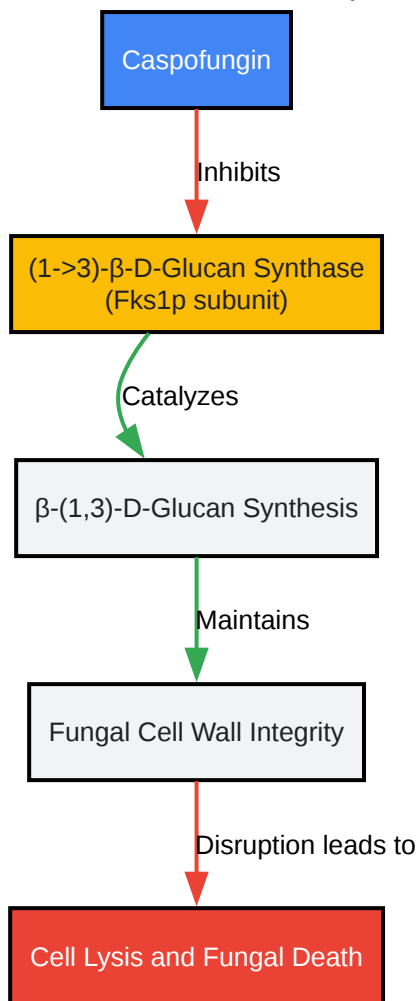 Caspofungin
Inhibits
(1->3)-β-D-Glucan Synthase
(Fks1p subunit)
Catalyzes
β-(1,3)-D-Glucan Synthesis
Maintains
Fungal Cell Wall Integrity
Disruption leads to
Cell Lysis and Fungal Death